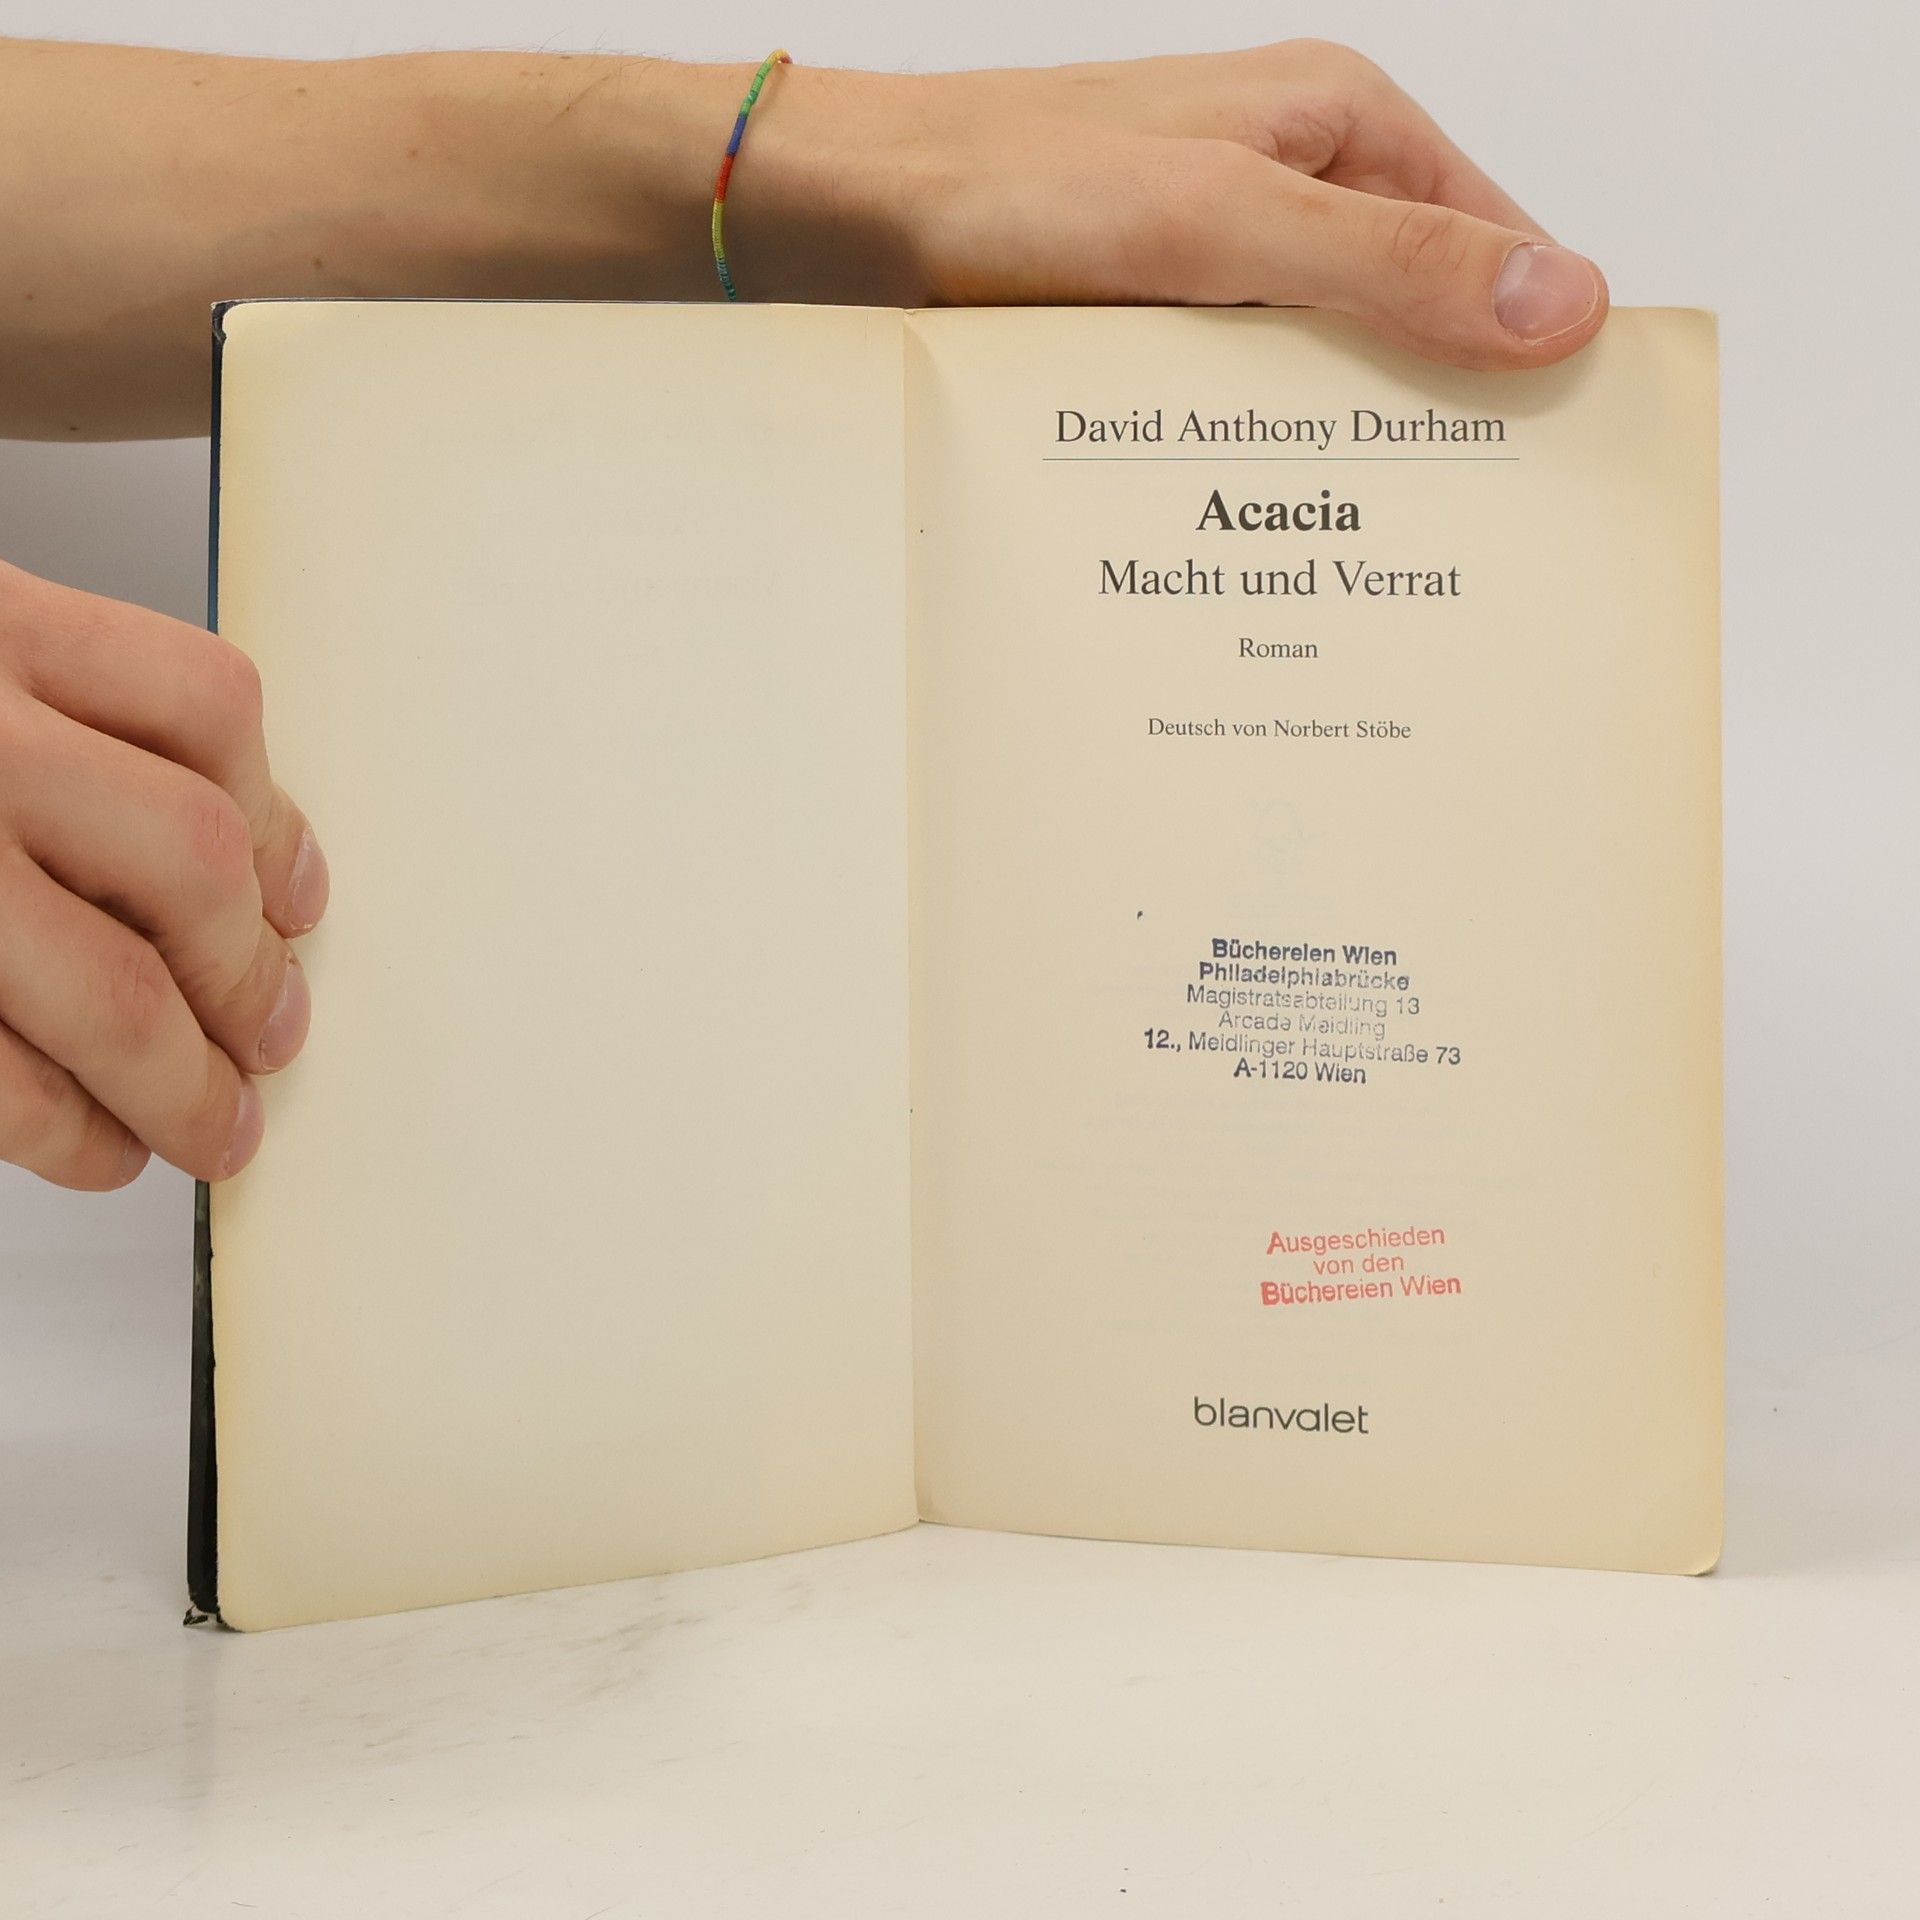 David Anthony Durham
Acacia
Macht und Verrat
Roman
Deutsch von Norbert Stöbe
Büchereien Wien
Philadelphiabrücke
Magistratsabteilung 13
Arcade Meidling
12., Meidlinger Hauptstraße 73
A-1120 Wien
Ausgeschieden
von den
Büchereien Wien
blanvalet